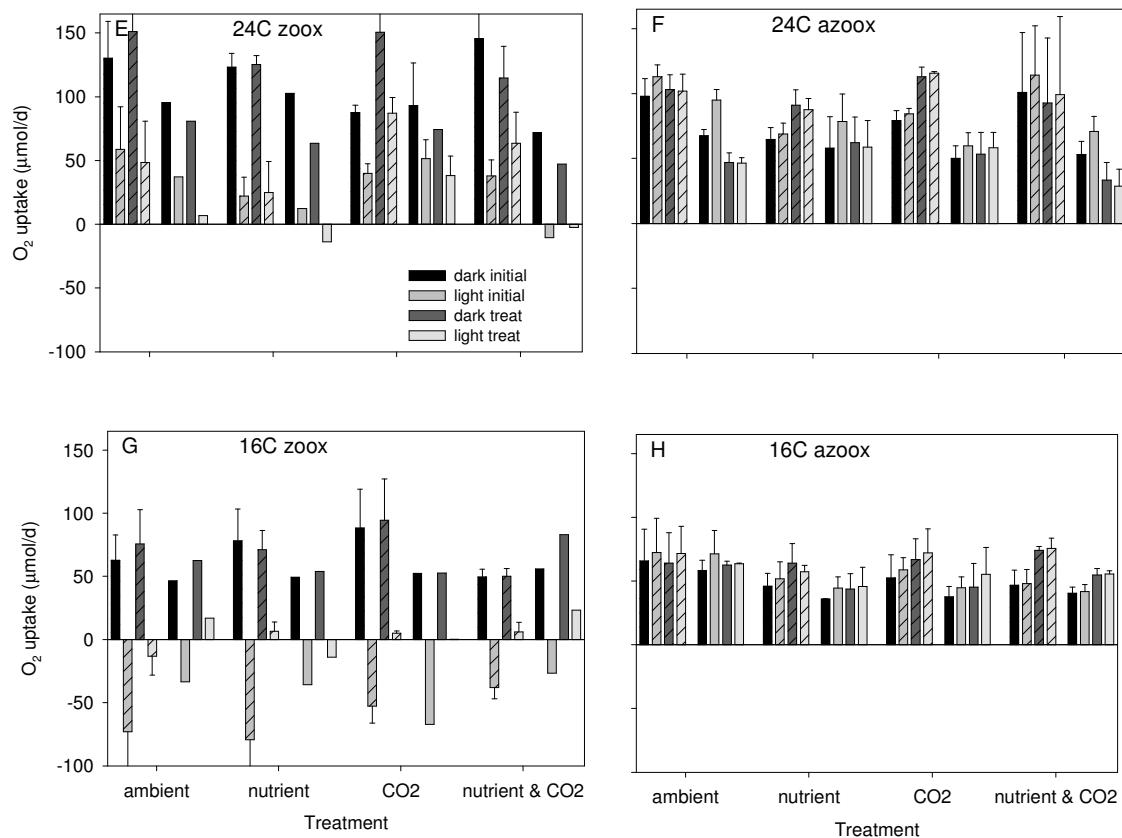 E 24C zoox
150
100
50
0
-50
-100
O2 uptake (µmol/d)
dark initial
light initial
dark treat
light treat
F 24C azoox
G 16C zoox
150
100
50
0
-50
-100
O2 uptake (µmol/d)
ambient nutrient CO2 nutrient & CO2
Treatment
H 16C azoox
ambient nutrient CO2 nutrient & CO2
Treatment